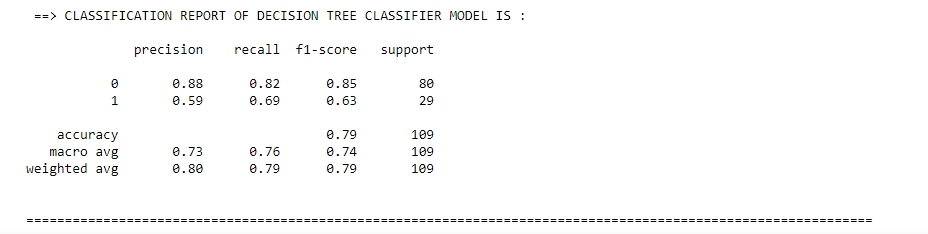 ==> CLASSIFICATION REPORT OF DECISION TREE CLASSIFIER MODEL IS :
precision recall f1-score support
0 0.88 0.82 0.85 80
1 0.59 0.69 0.63 29
accuracy 0.79 109
macro avg 0.73 0.76 0.74 109
weighted avg 0.80 0.79 0.79 109
==============================================================================================================